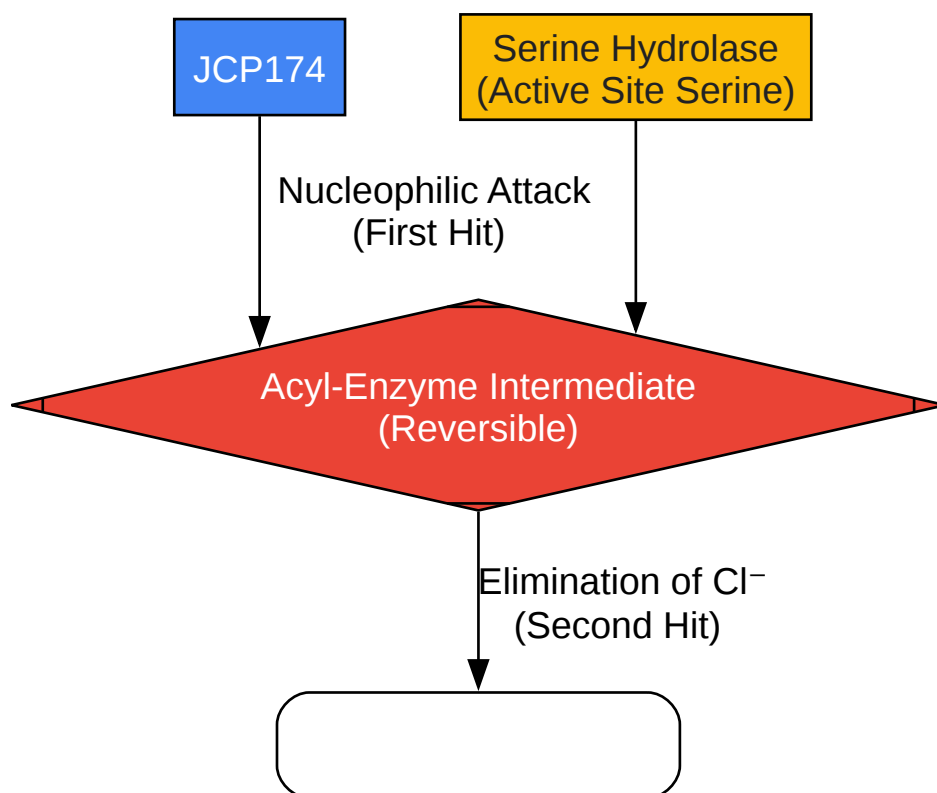 JCP174
Serine Hydrolase
(Active Site Serine)
Nucleophilic Attack
(First Hit)
Acyl-Enzyme Intermediate
(Reversible)
Elimination of Cl⁻
(Second Hit)